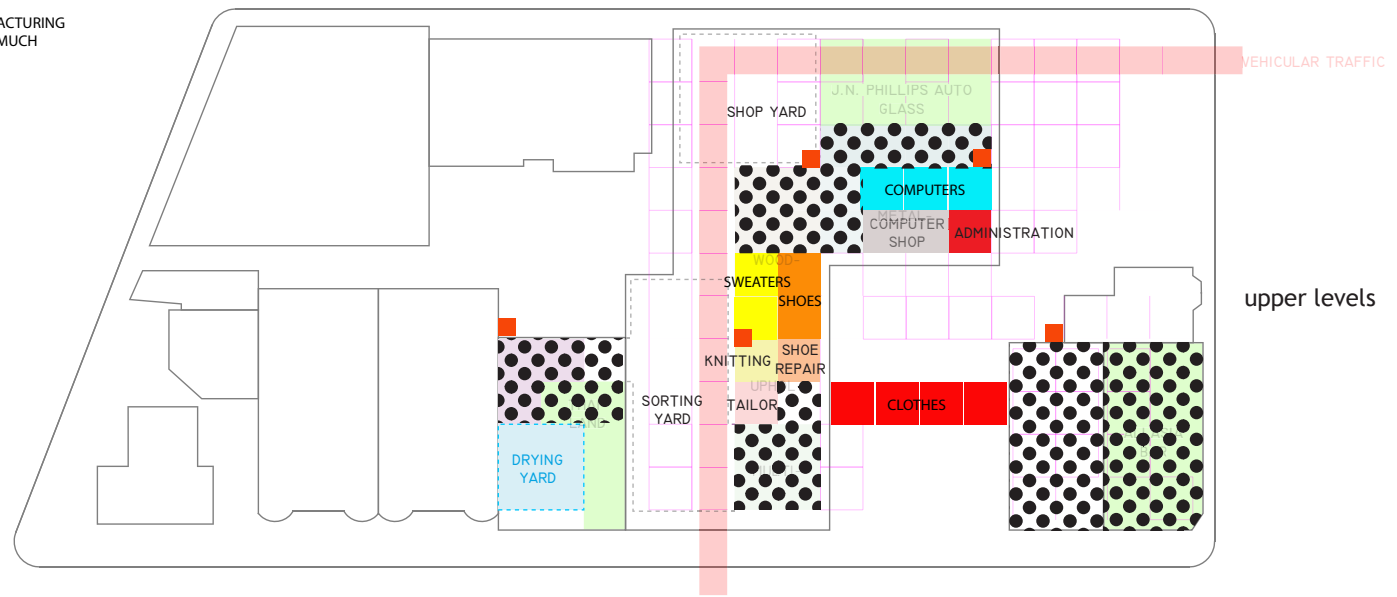 ACTURING
MUCH
VEHICULAR TRAFFIC
J.N. PHILLIPS AUTO
GLASS
SHOP YARD
COMPUTERS
METAL-
COMPUTER
SHOP
ADMINISTRATION
WOOD-
SWEATERS
SHOES
upper levels
KNITTING
SHOE
REPAIR
TAILOR
SORTING
YARD
CLOTHES
DRYING
YARD